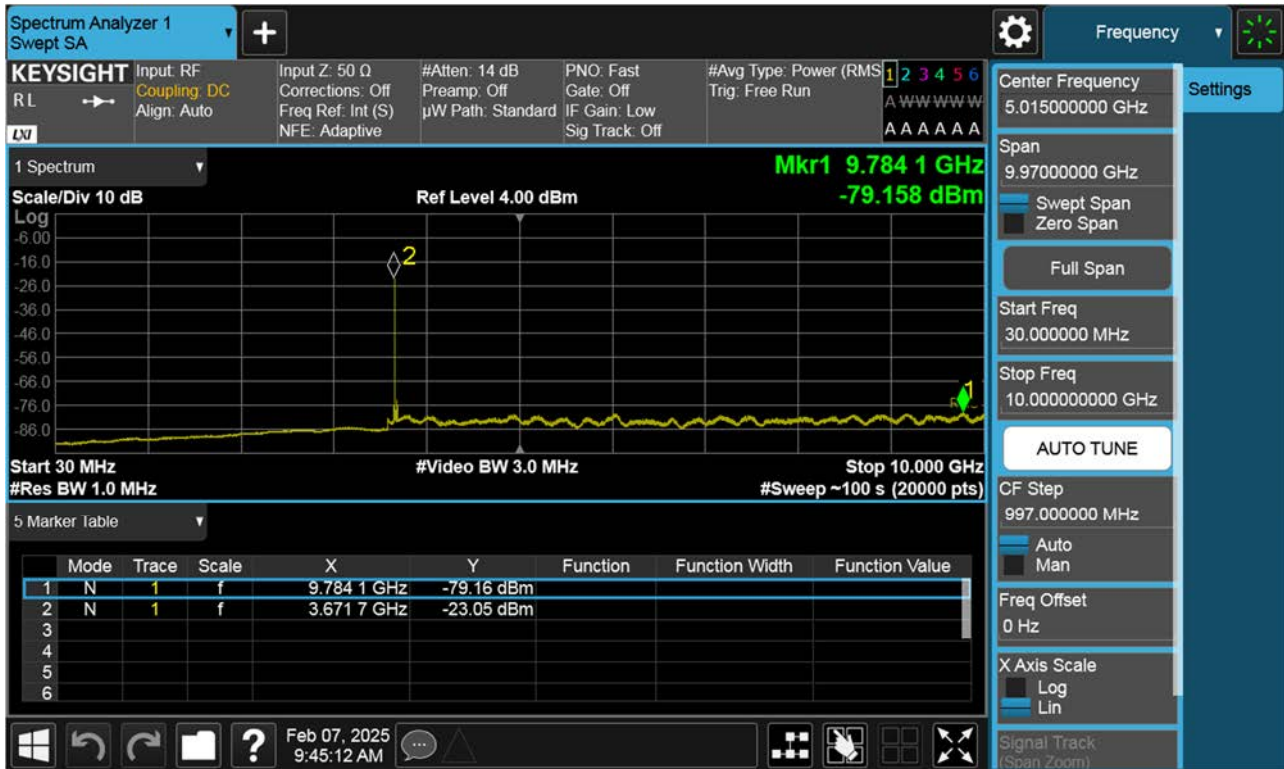 Spectrum Analyzer 1
Swept SA
+
Frequency
KEYSIGHT
RL
LXI
Input: RF
Coupling: DC
Align: Auto
Input Z: 50 Ω
Corrections: Off
Freq Ref: Int (S)
NFE: Adaptive
#Atten: 14 dB
Preamp: Off
µW Path: Standard
PNO: Fast
Gate: Off
IF Gain: Low
Sig Track: Off
#Avg Type: Power (RMS
Trig: Free Run
1 2 3 4 5 6
A W W W W W
A A A A A A
1 Spectrum
Mkr1 9.784 1 GHz
-79.158 dBm
Scale/Div 10 dB
Ref Level 4.00 dBm
Log
-6.00
-16.0
-26.0
-36.0
-46.0
-56.0
-66.0
-76.0
-86.0
2
1
Start 30 MHz
#Video BW 3.0 MHz
Stop 10.000 GHz
#Res BW 1.0 MHz
#Sweep ~100 s (20000 pts)
5 Marker Table
Mode Trace Scale X Y Function Function Width Function Value
1 N 1 f 9.784 1 GHz -79.16 dBm
2 N 1 f 3.671 7 GHz -23.05 dBm
3
4
5
6
?
Feb 07, 2025
9:45:12 AM
Center Frequency
5.015000000 GHz
Settings
Span
9.97000000 GHz
Swept Span
Zero Span
Full Span
Start Freq
30.000000 MHz
Stop Freq
10.000000000 GHz
AUTO TUNE
CF Step
997.000000 MHz
Auto
Man
Freq Offset
0 Hz
X Axis Scale
Log
Lin
Signal Track
(Span Zoom)